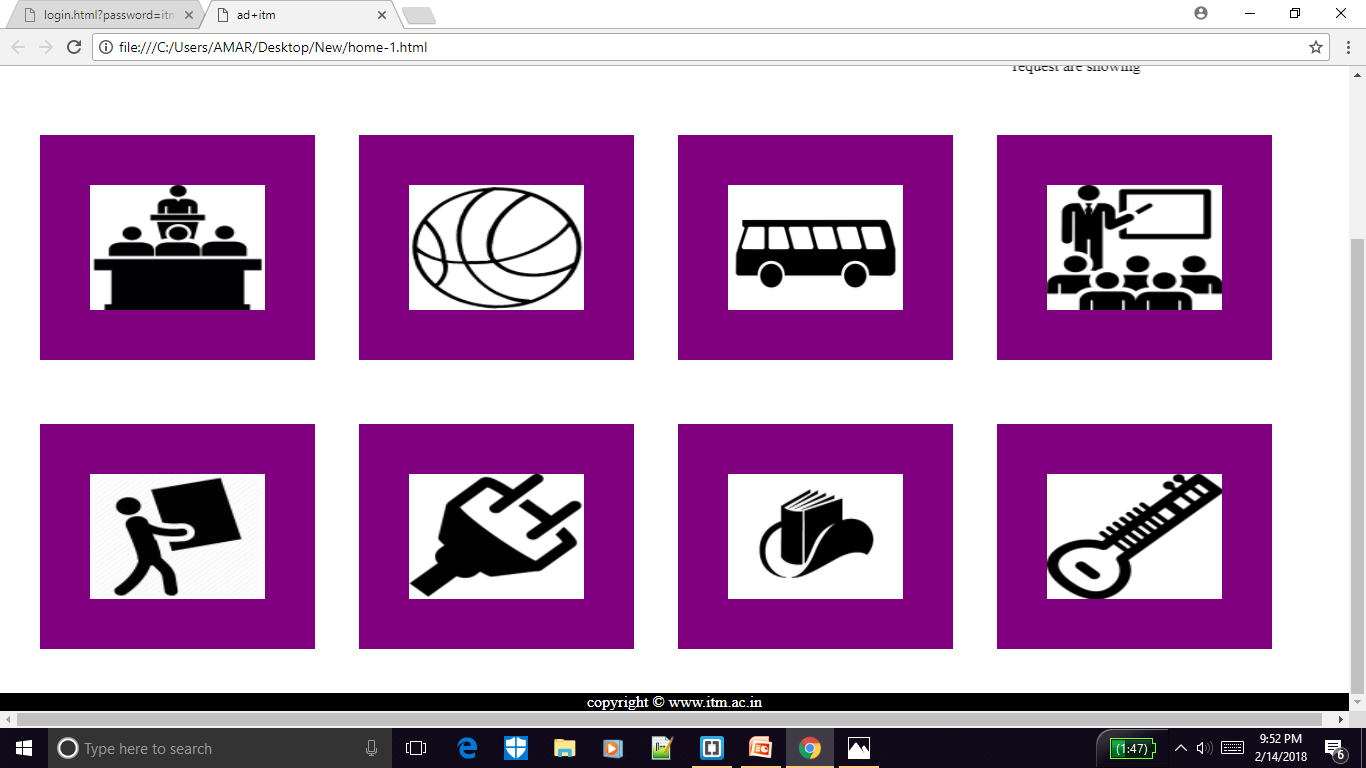 login.html?password=itm
ad+itm
file:///C:/Users/AMAR/Desktop/New/home-1.html
request are showing
copyright © www.itm.ac.in
Type here to search
(1:47)
9:52 PM
2/14/2018
6